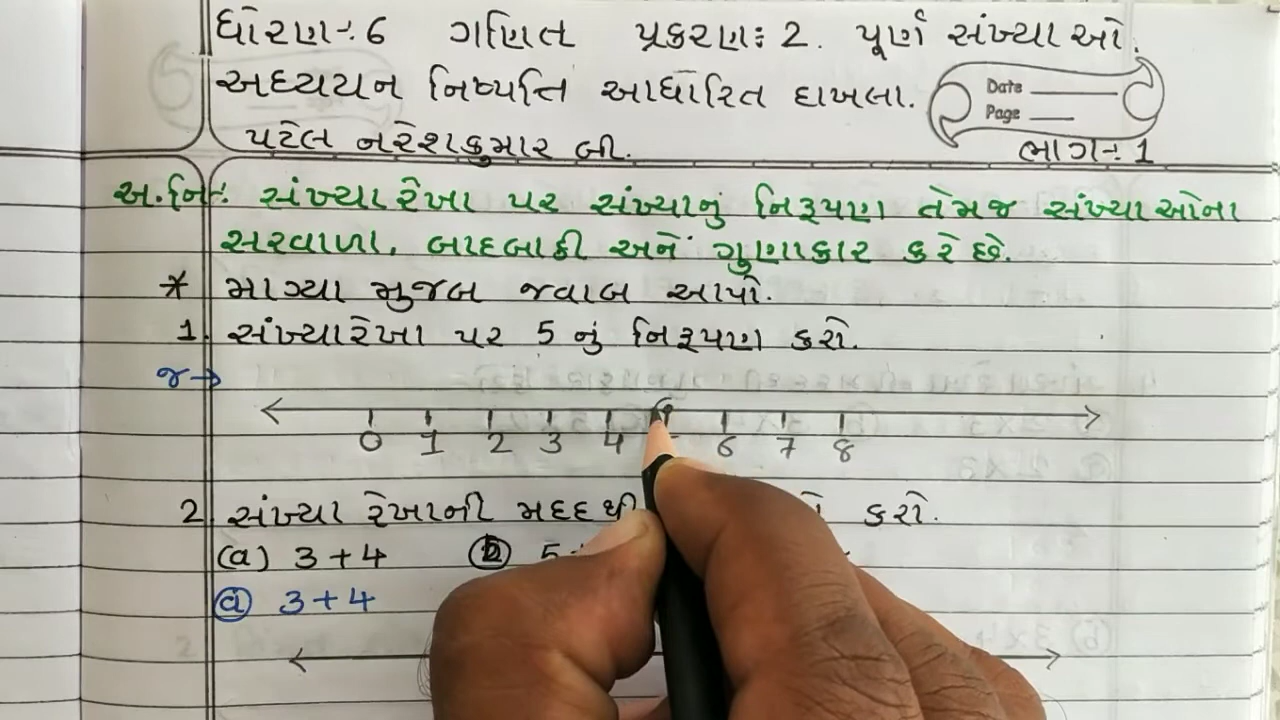 ધોરણઃ 6 ગણિત પ્રકરણઃ 2. પૂર્ણ સંખ્યાઓ.
અધ્યયન નિષ્પત્તિ આધારિત દાખલા.
Date
Page
પટેલ નરેશકુમાર બી.
ભાગઃ 1
અ.નિઃ સંખ્યારેખા પર સંખ્યાનું નિરૂપણ તેમજ સંખ્યાઓના
સરવાળા, બાદબાકી અને ગુણાકાર કરે છે.
* માગ્યા મુજબ જવાબ આપો.
1. સંખ્યારેખા પર 5 નું નિરૂપણ કરો.
જ→
0 1 2 3 4 6 7 8
2 સંખ્યા રેખાની મદદથી કરો.
(a) 3+4 (b) 5
(a) 3+4